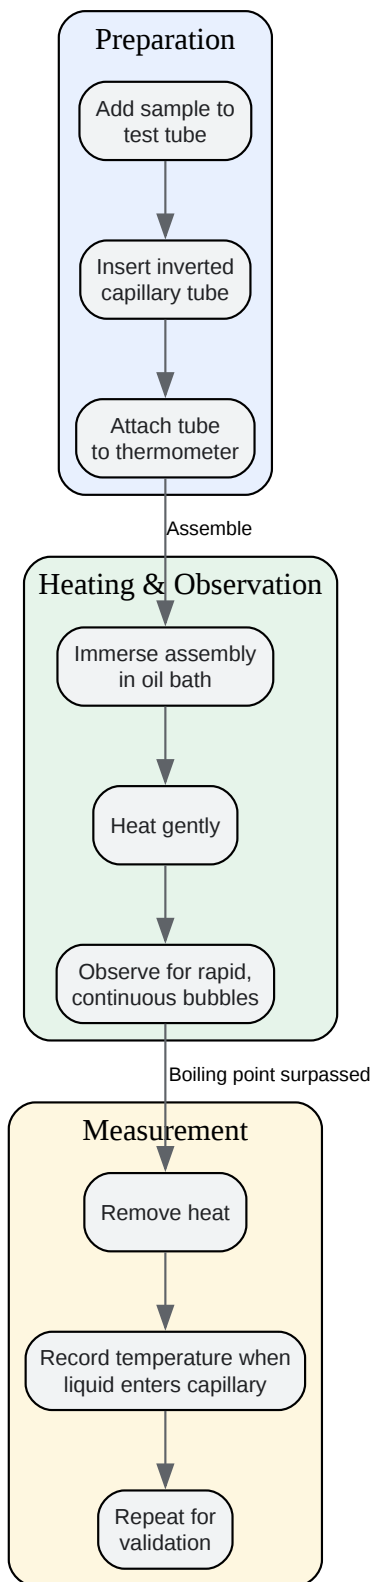 Preparation
Add sample to
test tube
Insert inverted
capillary tube
Attach tube
to thermometer
Assemble
Heating & Observation
Immerse assembly
in oil bath
Heat gently
Observe for rapid,
continuous bubbles
Boiling point surpassed
Measurement
Remove heat
Record temperature when
liquid enters capillary
Repeat for
validation